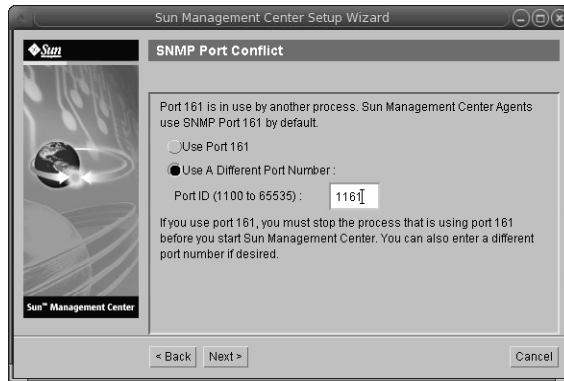 Sun Management Center Setup Wizard
Sun
SNMP Port Conflict
Port 161 is in use by another process. Sun Management Center Agents
use SNMP Port 161 by default.
Use Port 161
Use A Different Port Number :
Port ID (1100 to 65535) :
1161
If you use port 161, you must stop the process that is using port 161
before you start Sun Management Center. You can also enter a different
port number if desired.
Sun™ Management Center
< Back
Next >
Cancel